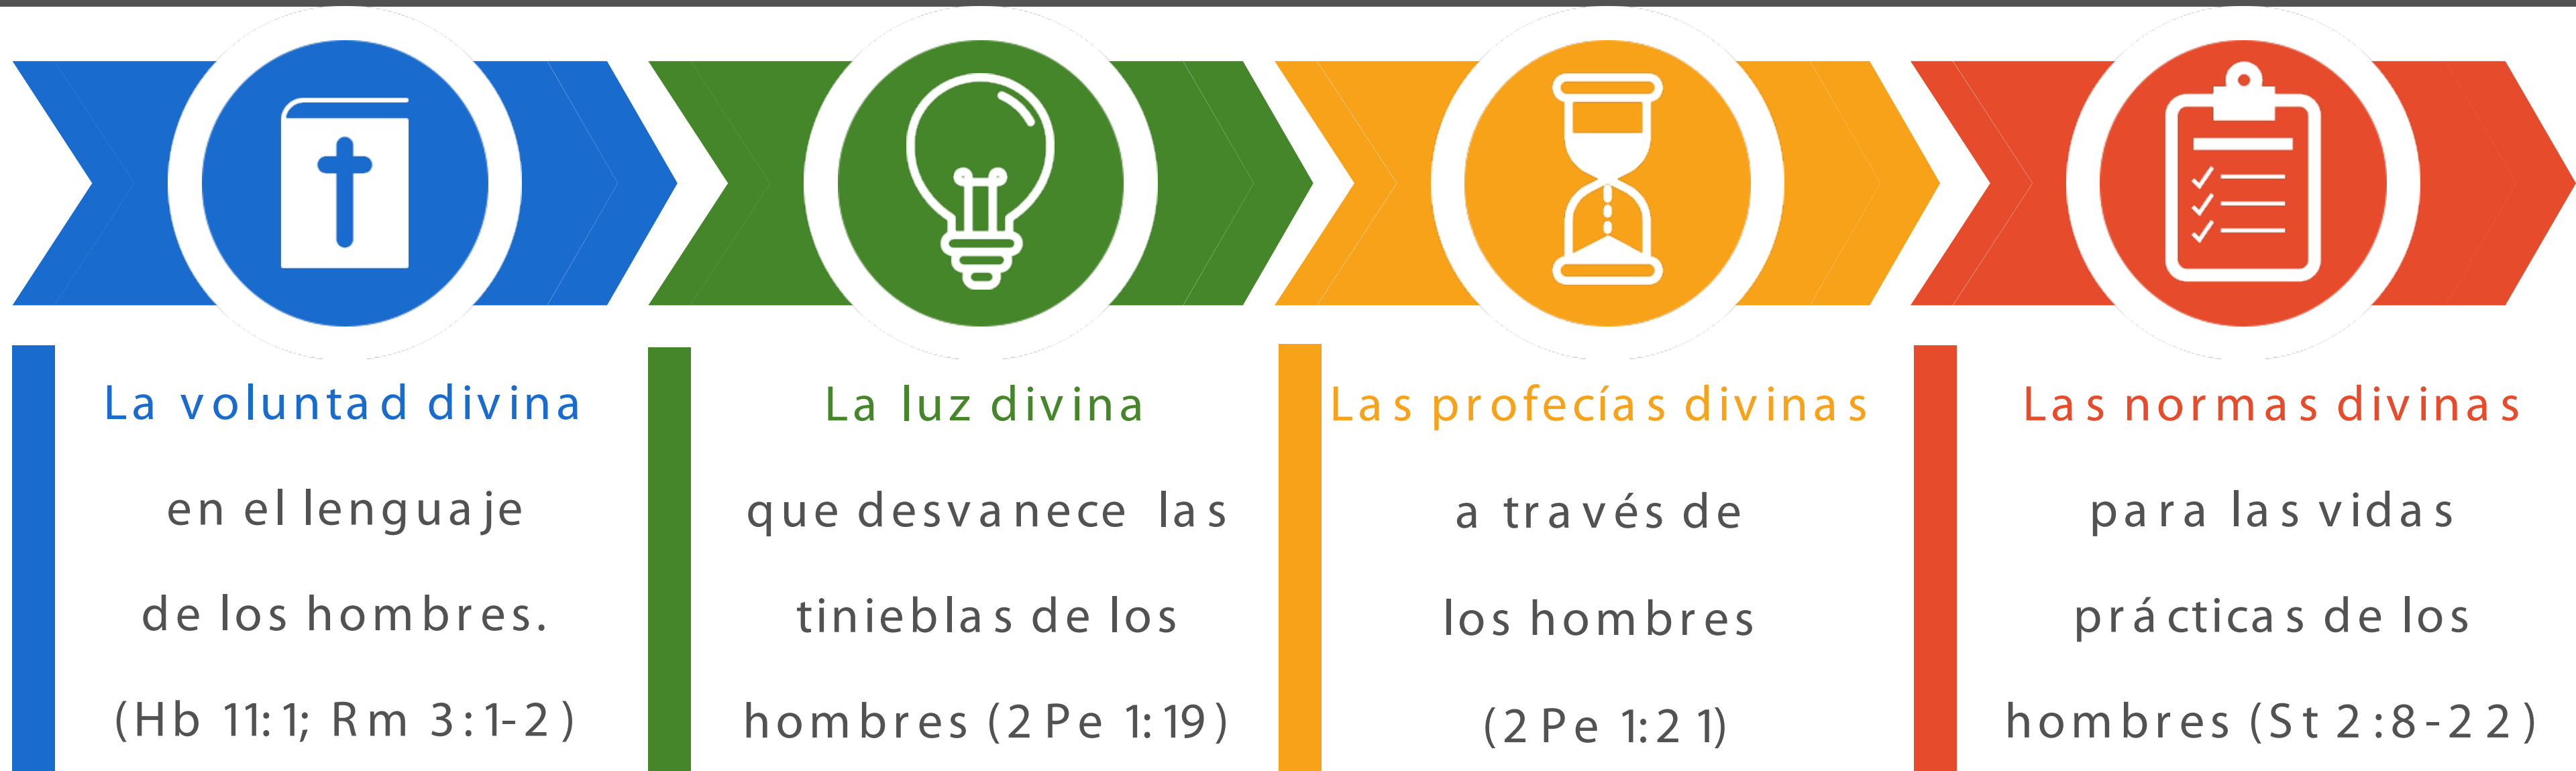 La voluntad divina
en el lenguaje
de los hombres.
(Hb 11:1; Rm 3:1-2)
La luz divina
que desvanece las
tinieblas de los
hombres (2 Pe 1:19)
Las profecías divinas
a través de
los hombres
(2 Pe 1:21)
Las normas divinas
para las vidas
prácticas de los
hombres (St 2:8-22)